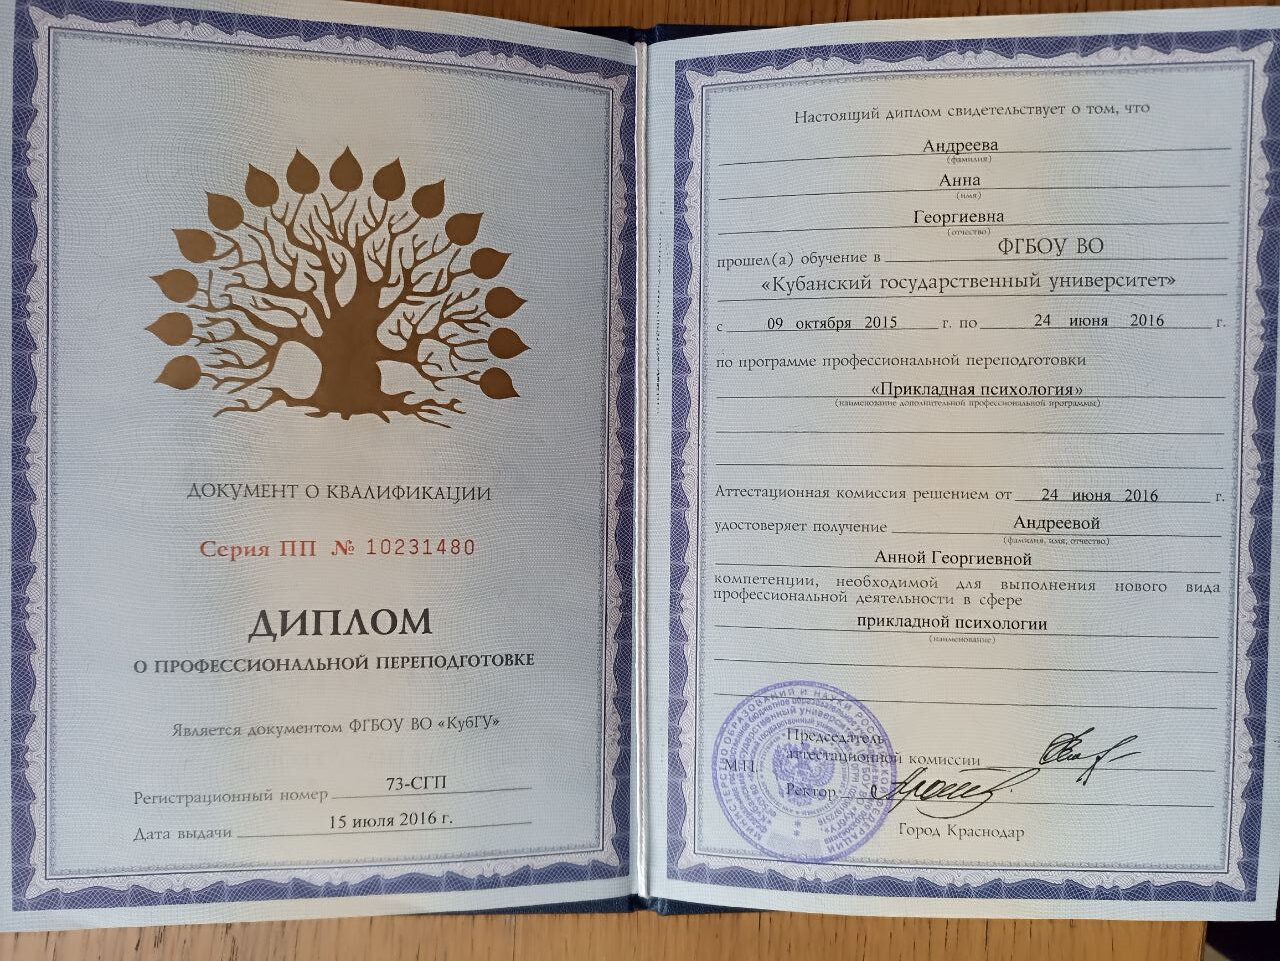 ДОКУМЕНТ О КВАЛИФИКАЦИИ
Серия ПП № 10231480
ДИПЛОМ
О ПРОФЕССИОНАЛЬНОЙ ПЕРЕПОДГОТОВКЕ
Является документом ФГБОУ ВО «КубГУ»
Регистрационный номер 73-СГП
Дата выдачи 15 июля 2016 г.
Настоящий диплом свидетельствует о том, что
Андреева
(фамилия)
Анна
(имя)
Георгиевна
(отчество)
прошел(а) обучение в ФГБОУ ВО
«Кубанский государственный университет»
с 09 октября 2015 г. по 24 июня 2016 г.
по программе профессиональной переподготовки
«Прикладная психология»
(наименование дополнительной профессиональной программы)
Аттестационная комиссия решением от 24 июня 2016 г.
удостоверяет получение Андреевой
(фамилия, имя, отчество)
Анной Георгиевной
компетенции, необходимой для выполнения нового вида
профессиональной деятельности в сфере
прикладной психологии
(наименование)
Председатель
М.П. аттестационной комиссии
Ректор
Город Краснодар